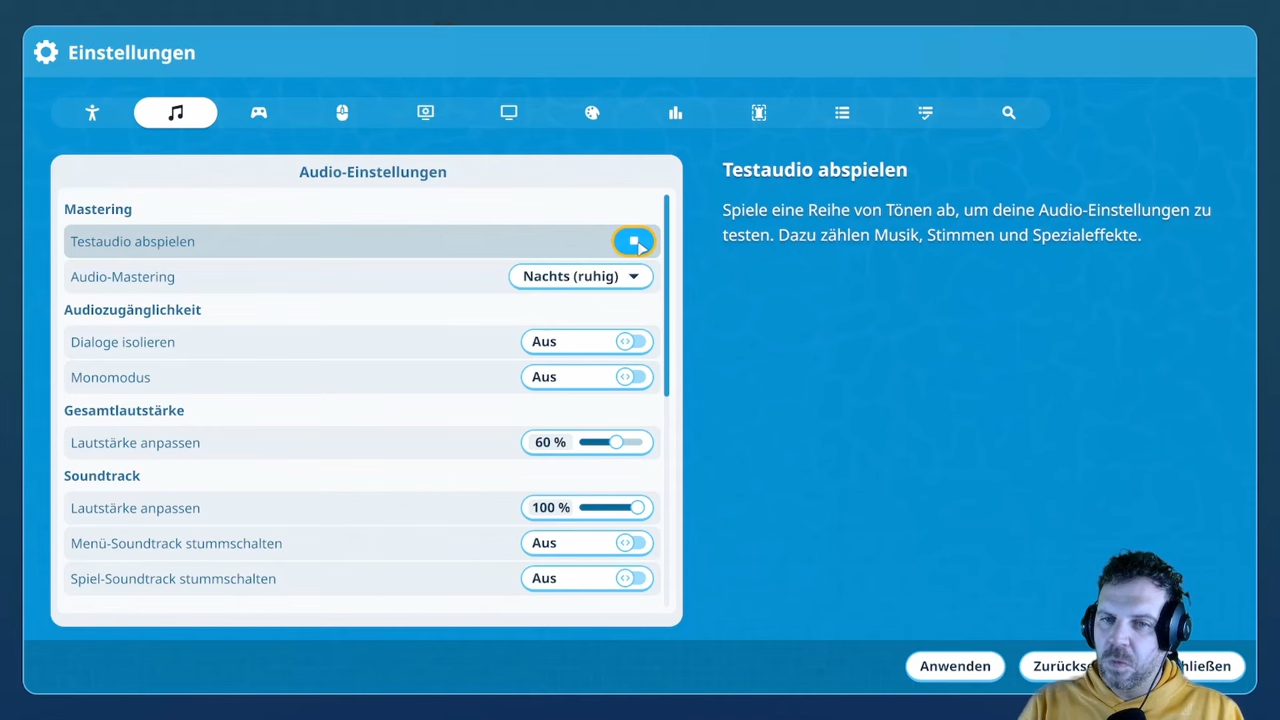 Einstellungen
Audio-Einstellungen
Mastering
Testaudio abspielen
Audio-Mastering
Nachts (ruhig)
Audiozugänglichkeit
Dialoge isolieren
Aus
Monomodus
Aus
Gesamtlautstärke
Lautstärke anpassen
60 %
Soundtrack
Lautstärke anpassen
100 %
Menü-Soundtrack stummschalten
Aus
Spiel-Soundtrack stummschalten
Aus
Testaudio abspielen
Spiele eine Reihe von Tönen ab, um deine Audio-Einstellungen zu
testen. Dazu zählen Musik, Stimmen und Spezialeffekte.
Anwenden